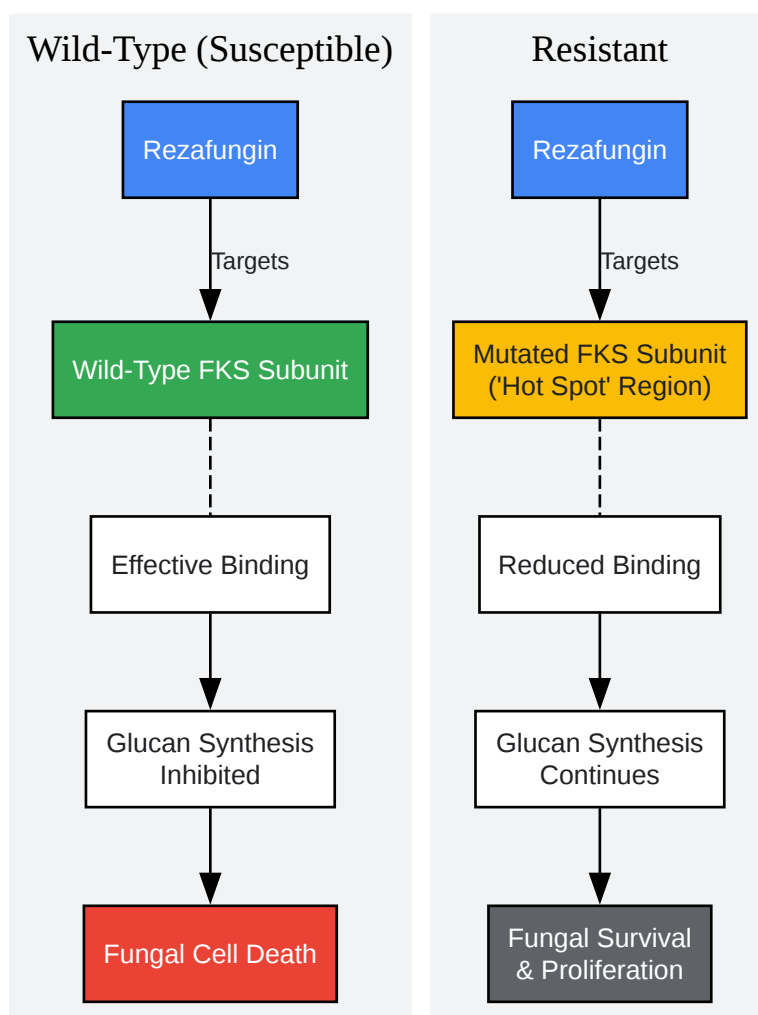 Wild-Type (Susceptible)
Rezafungin
Targets
Wild-Type FKS Subunit
Effective Binding
Glucan Synthesis
Inhibited
Fungal Cell Death
Resistant
Rezafungin
Targets
Mutated FKS Subunit
('Hot Spot' Region)
Reduced Binding
Glucan Synthesis
Continues
Fungal Survival
& Proliferation